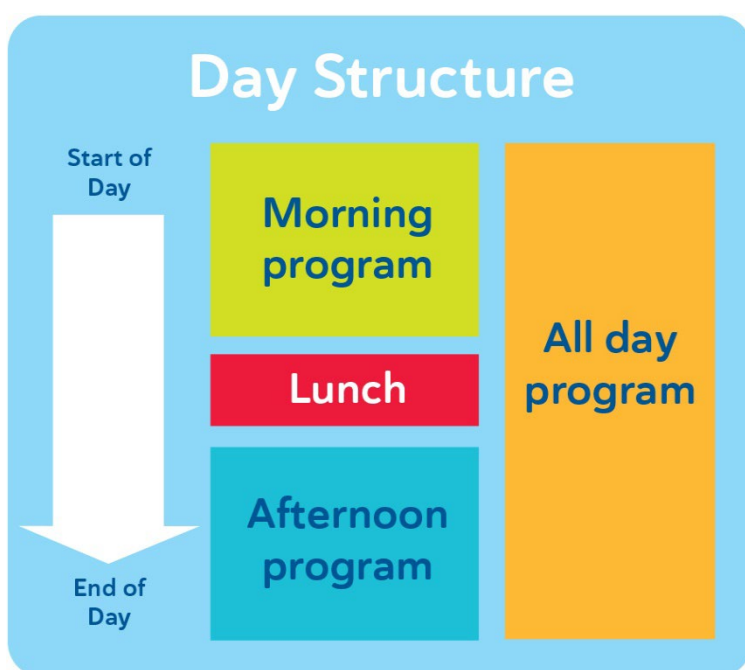 Day Structure
Start of
Day
Morning
program
Lunch
Afternoon
program
All day
program
End of
Day